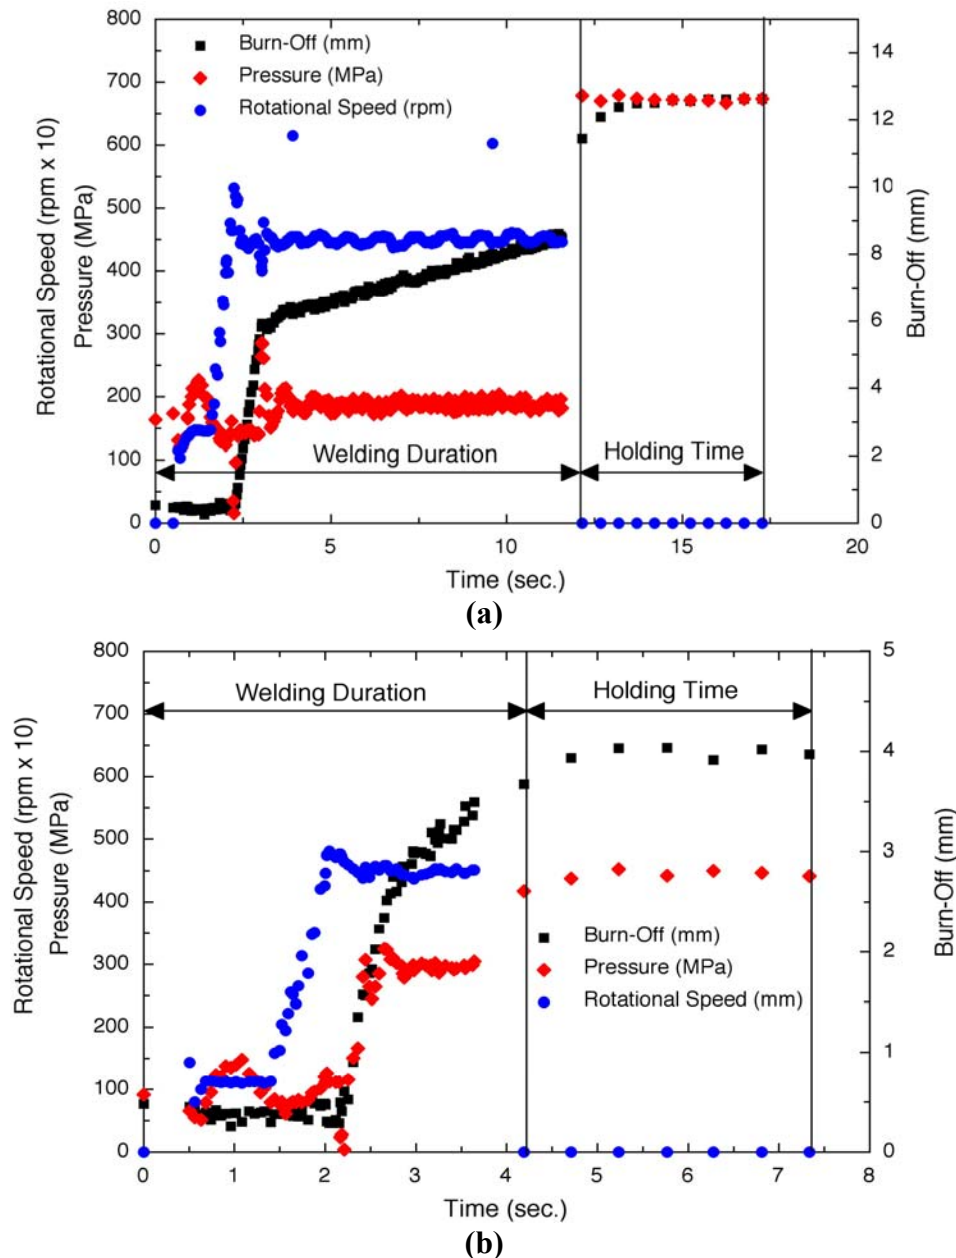 800
700
600
500
400
300
200
100
0
Rotational Speed (rpm x 10)
Pressure (MPa)
Burn-Off (mm)
Pressure (MPa)
Rotational Speed (rpm)
Welding Duration
Holding Time
14
12
10
8
6
4
2
0
Burn-Off (mm)
0 5 10 15 20
Time (sec.)
(a)
800
700
600
500
400
300
200
100
0
Rotational Speed (rpm x 10)
Pressure (MPa)
Welding Duration
Holding Time
Burn-Off (mm)
Pressure (MPa)
Rotational Speed (mm)
5
4
3
2
1
0
Burn-Off (mm)
0 1 2 3 4 5 6 7 8
Time (sec.)
(b)